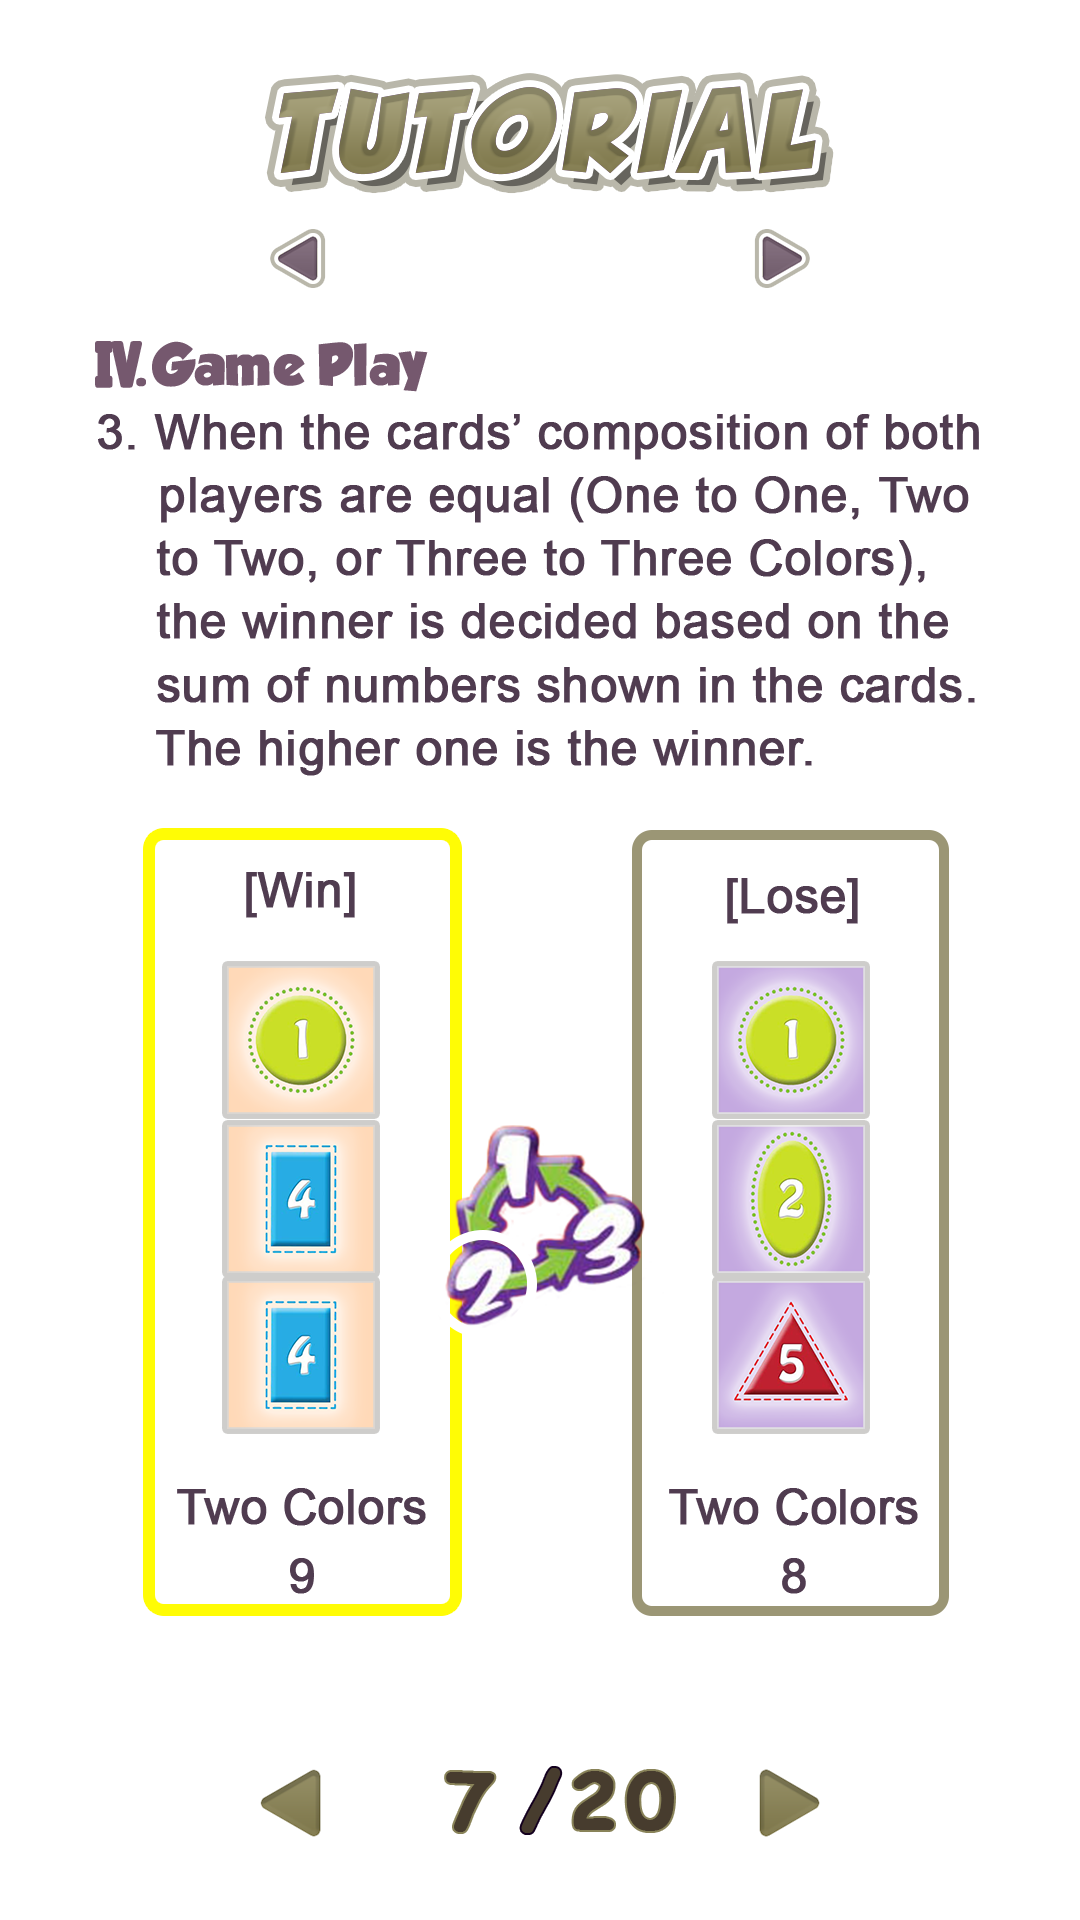 TUTORIAL
IV. Game Play
3. When the cards’ composition of both
players are equal (One to One, Two
to Two, or Three to Three Colors),
the winner is decided based on the
sum of numbers shown in the cards.
The higher one is the winner.
[Win]
1
4
4
Two Colors
9
1
2
3
[Lose]
1
2
5
Two Colors
8
7/20